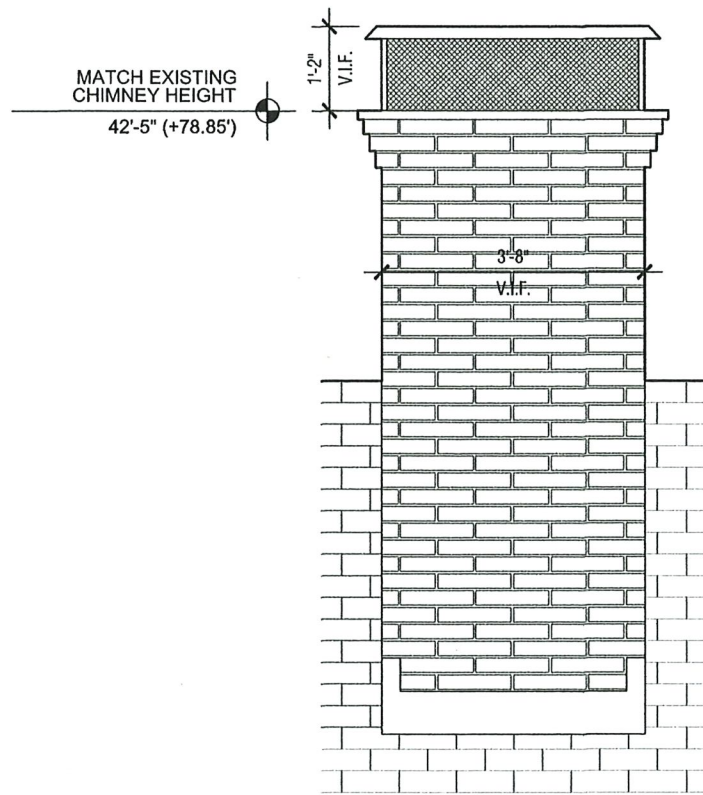 1'-2"
V.I.F.
MATCH EXISTING
CHIMNEY HEIGHT
42'-5" (+78.85')
3'-8"
V.I.F.